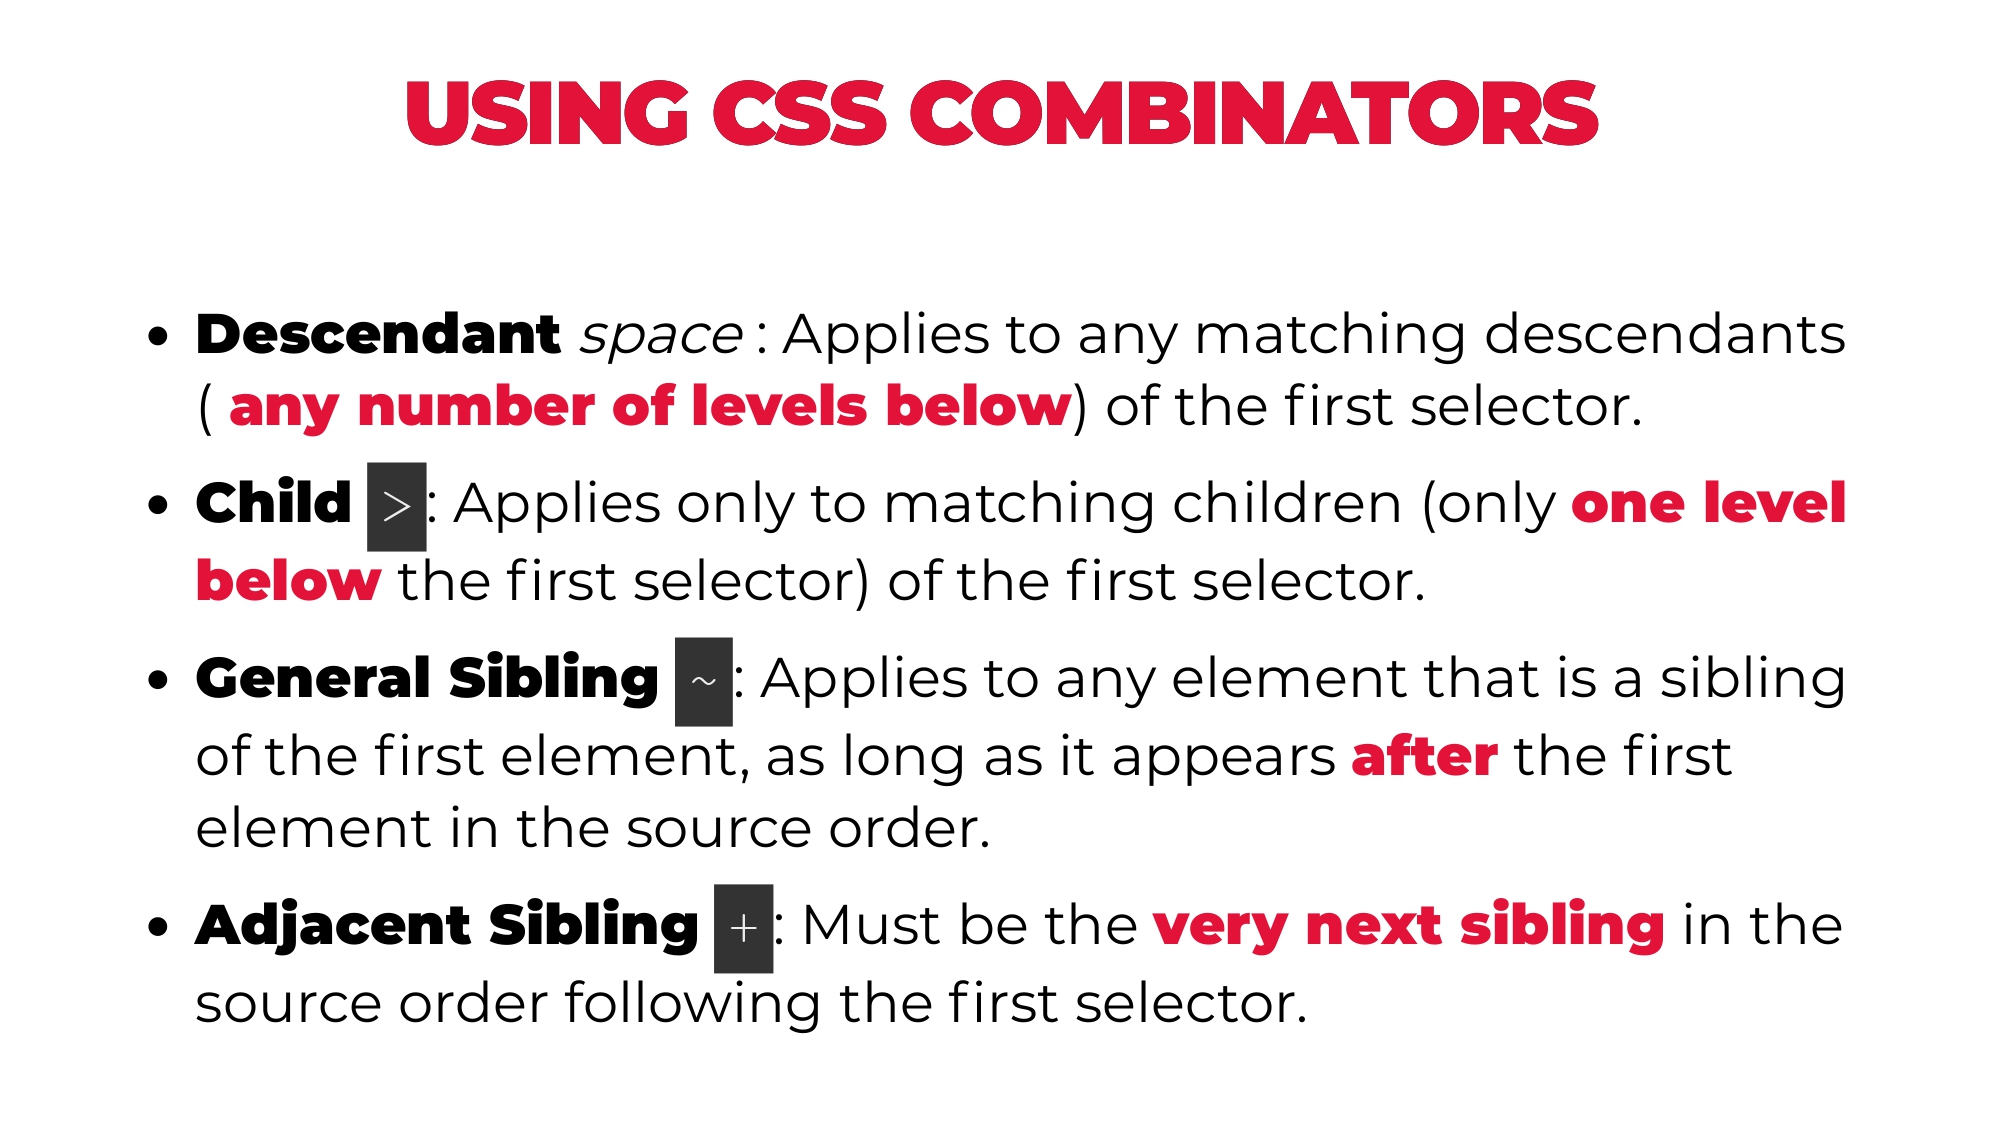 USING CSS COMBINATORS
• Descendant space : Applies to any matching descendants
( any number of levels below) of the first selector.
• Child > : Applies only to matching children (only one level
below the first selector) of the first selector.
• General Sibling ~ : Applies to any element that is a sibling
of the first element, as long as it appears after the first
element in the source order.
• Adjacent Sibling + : Must be the very next sibling in the
source order following the first selector.